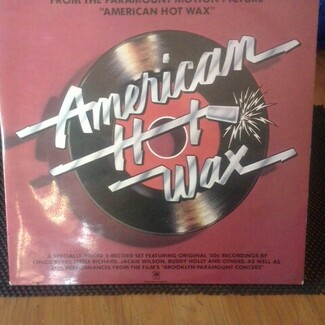 FROM THE PARAMOUNT MOTION PICTURE
"AMERICAN HOT WAX"
American
Hot
Wax
A SPECIALLY PRICED 2-RECORD SET FEATURING ORIGINAL '50s RECORDINGS BY
CHUCK BERRY, LITTLE RICHARD, JACKIE WILSON, BUDDY HOLLY AND OTHERS, AS WELL AS
LIVE PERFORMANCES FROM THE FILM'S "BROOKLYN PARAMOUNT CONCERT"